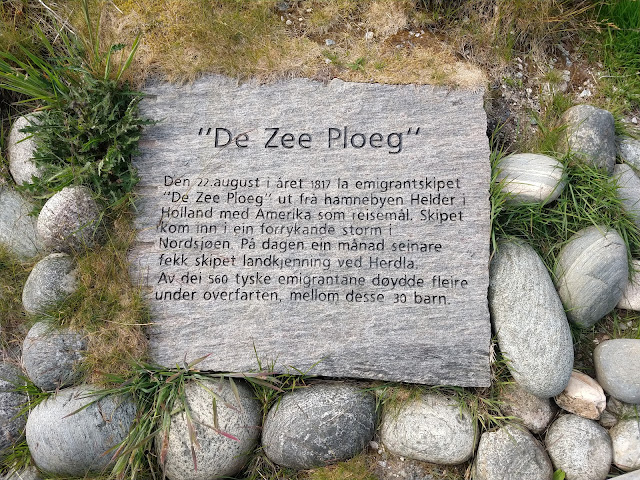 "De Zee Ploeg"
Den 22.august i året 1817 la emigrantskipet
"De Zee Ploeg" ut frå hamnebyen Helder i
Holland med Amerika som reisemål. Skipet
kom inn i ein forrykande storm i
Nordsjøen. På dagen ein månad seinare
fekk skipet landkjenning ved Herdla.
Av dei 560 tyske emigrantane døydde fleire
under overfarten, mellom desse 30 barn.